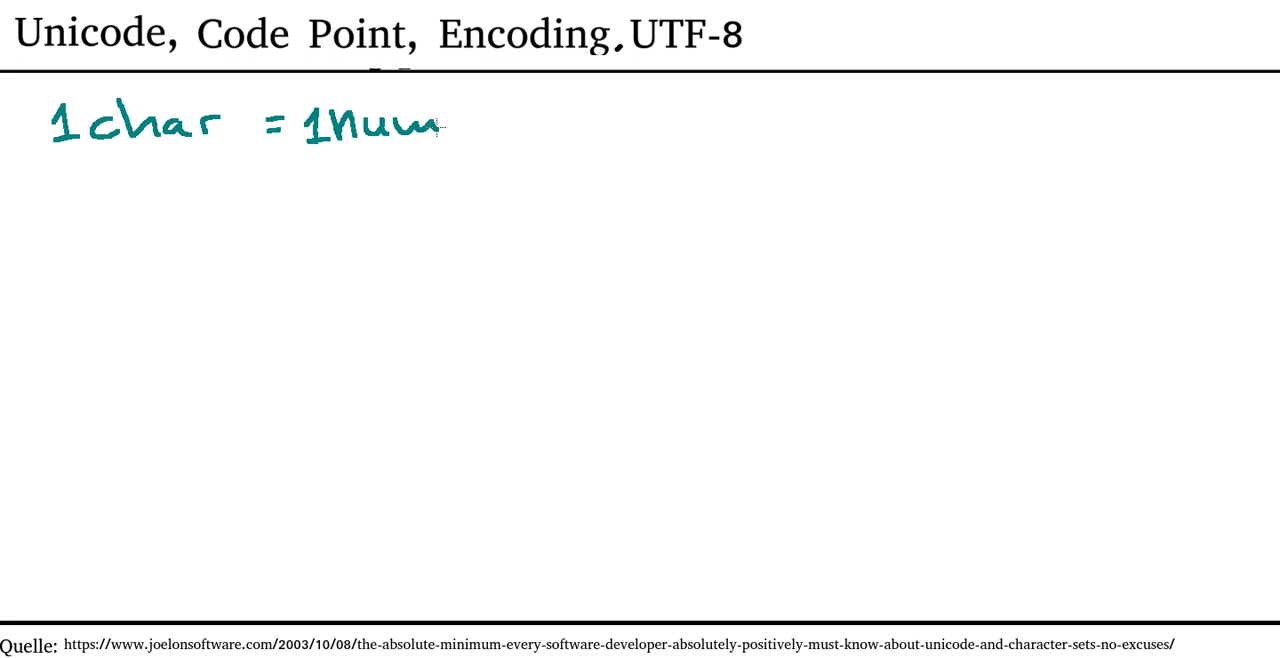 Unicode, Code Point, Encoding, UTF-8
1 char = 1 num
Quelle: https://www.joelonsoftware.com/2003/10/08/the-absolute-minimum-every-software-developer-absolutely-positively-must-know-about-unicode-and-character-sets-no-excuses/